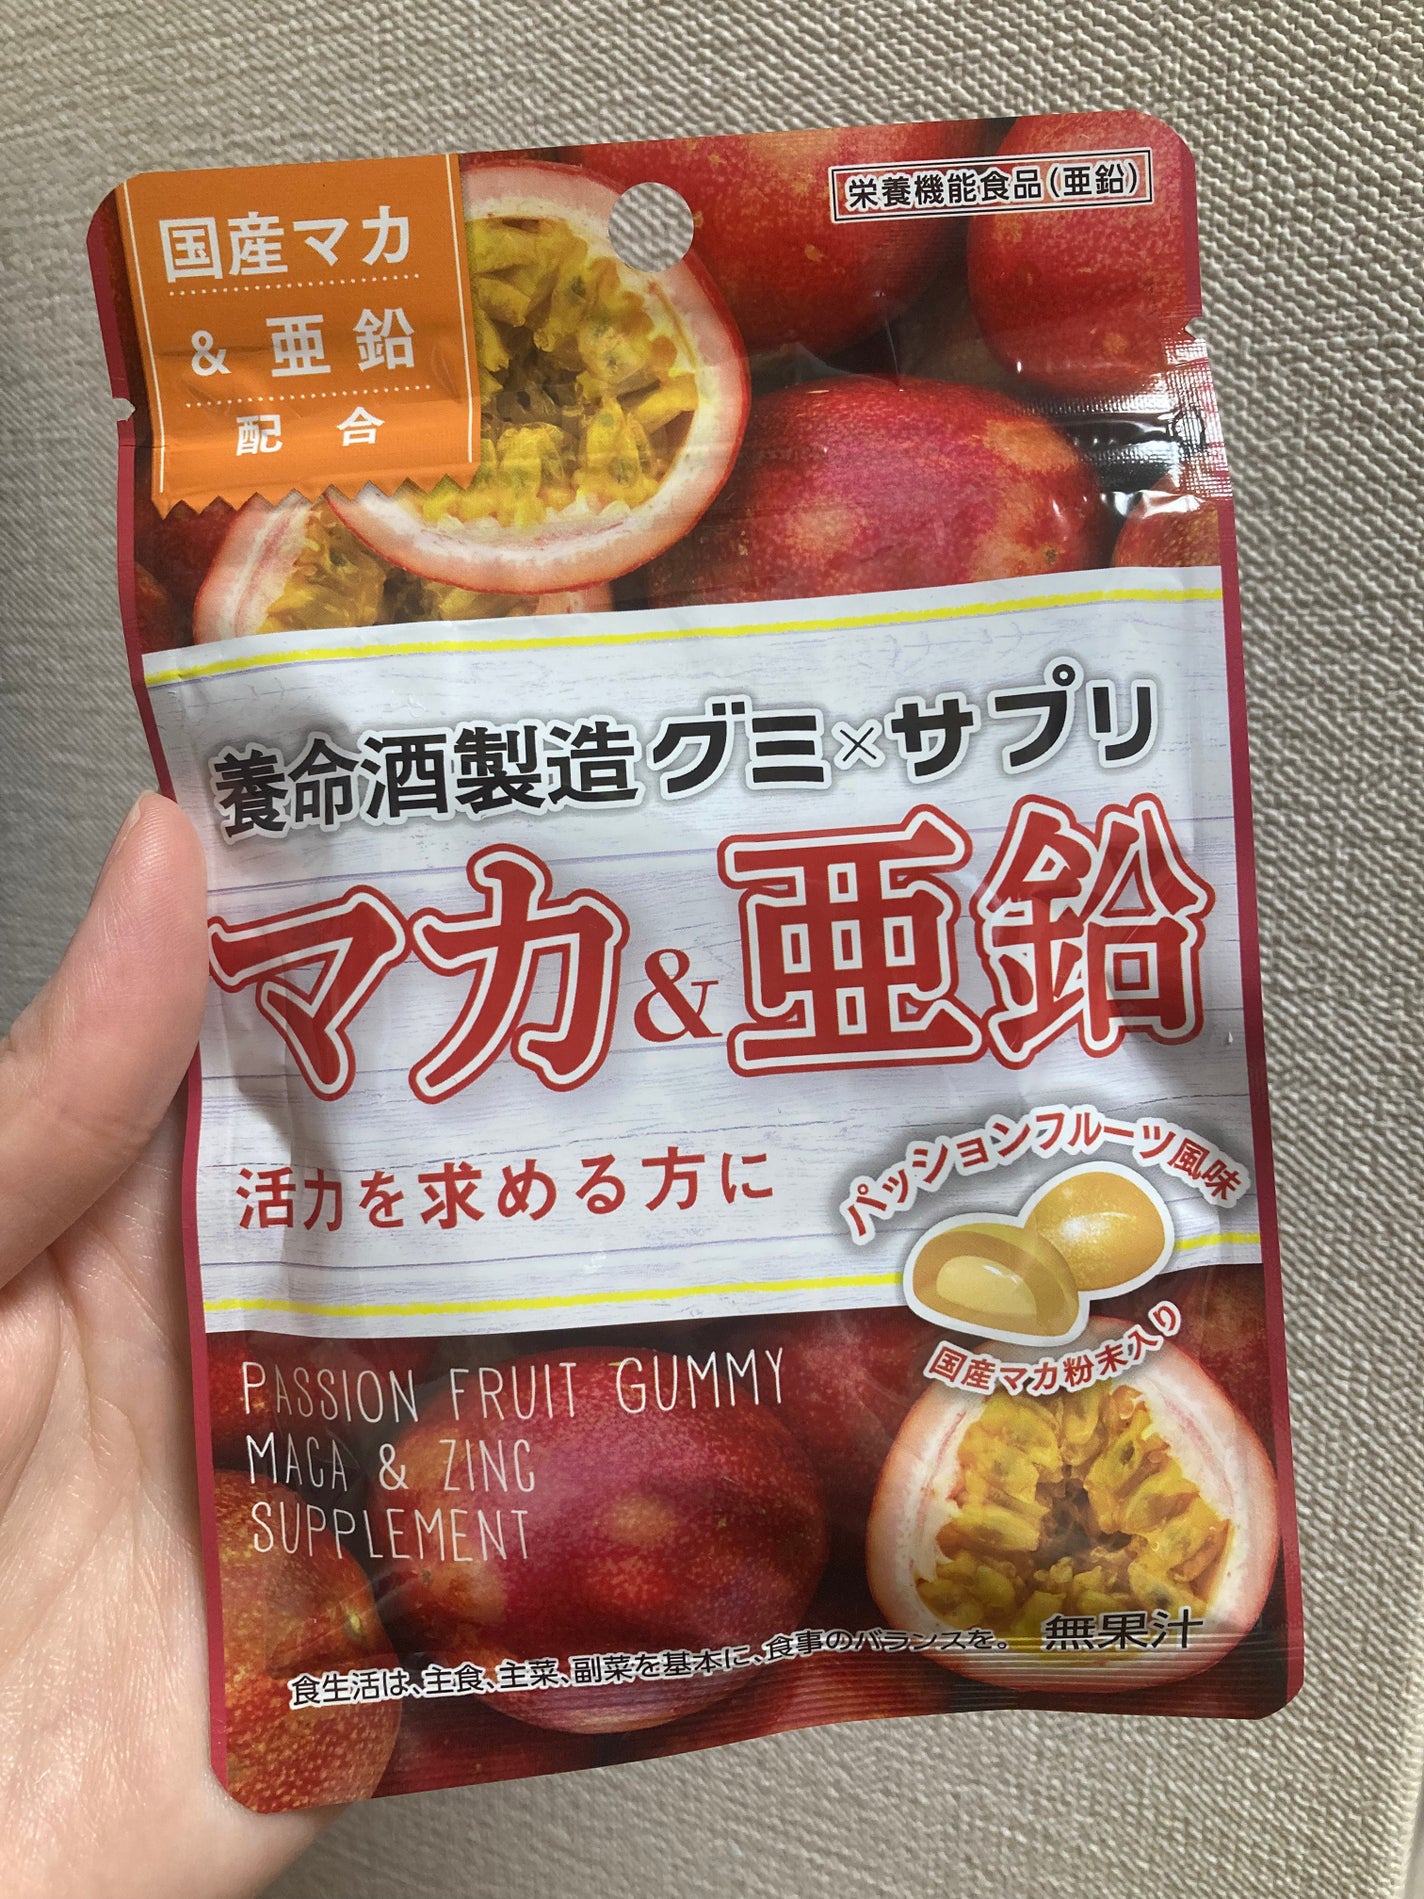 栄養機能食品(亜鉛)
国産マカ
& 亜鉛
配合
養命酒製造グミ×サプリ
マカ&亜鉛
活力を求める方に
パッションフルーツ風味
国産マカ粉末入り
PASSION FRUIT GUMMY
MACA & ZINC
SUPPLEMENT
無果汁
食生活は、主食、主菜、副菜を基本に、食事のバランスを。